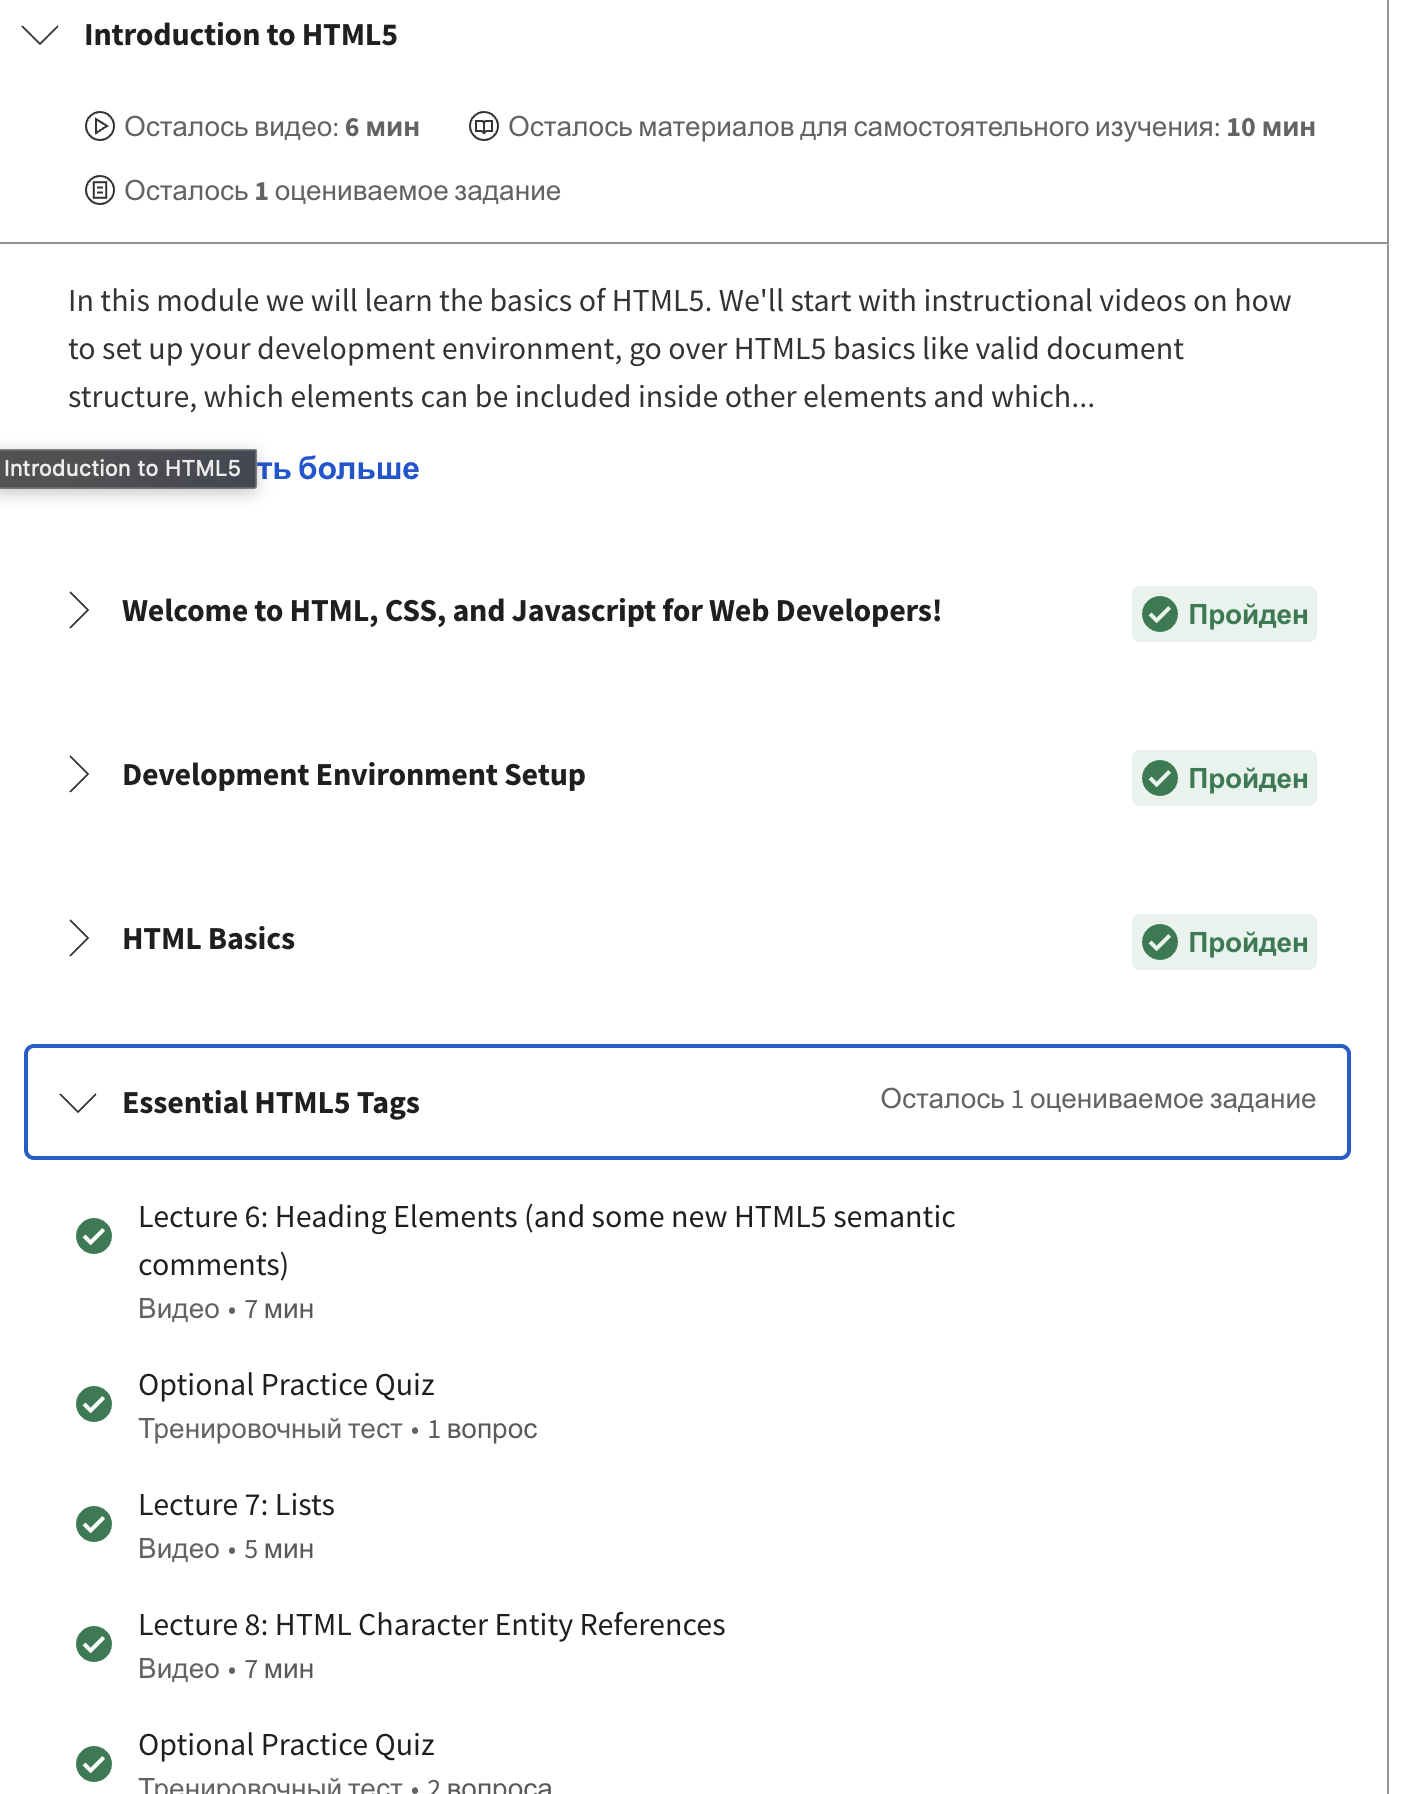 Introduction to HTML5
Осталось видео: 6 мин Осталось материалов для самостоятельного изучения: 10 мин
Осталось 1 оцениваемое задание
In this module we will learn the basics of HTML5. We'll start with instructional videos on how
to set up your development environment, go over HTML5 basics like valid document
structure, which elements can be included inside other elements and which...
Introduction to HTML5 ть больше
Welcome to HTML, CSS, and Javascript for Web Developers! Пройден
Development Environment Setup Пройден
HTML Basics Пройден
Essential HTML5 Tags Осталось 1 оцениваемое задание
Lecture 6: Heading Elements (and some new HTML5 semantic
comments)
Видео • 7 мин
Optional Practice Quiz
Тренировочный тест • 1 вопрос
Lecture 7: Lists
Видео • 5 мин
Lecture 8: HTML Character Entity References
Видео • 7 мин
Optional Practice Quiz
Тренировочный тест • 2 вопроса